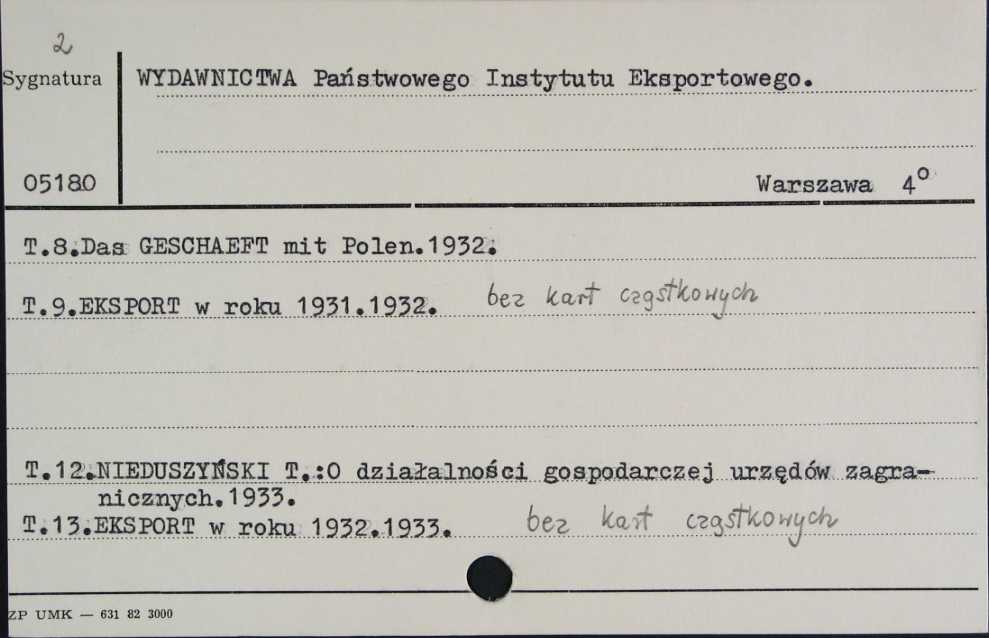 2
Sygnatura
WYDAWNICTWA Państwowego Instytutu Eksportowego.
05180
Warszawa 4°
T.8.Das GESCHAEFT mit Polen.1932.
T.9.EKSPORT w roku 1931.1932. bez kart cząstkowych
T.12.NIEDUSZYŃSKI T.:O działalności gospodarczej urzędów zagra-
nicznych.1933.
T.13.EKSPORT w roku 1932.1933. bez kart cząstkowych
ZP UMK — 631 82 3000